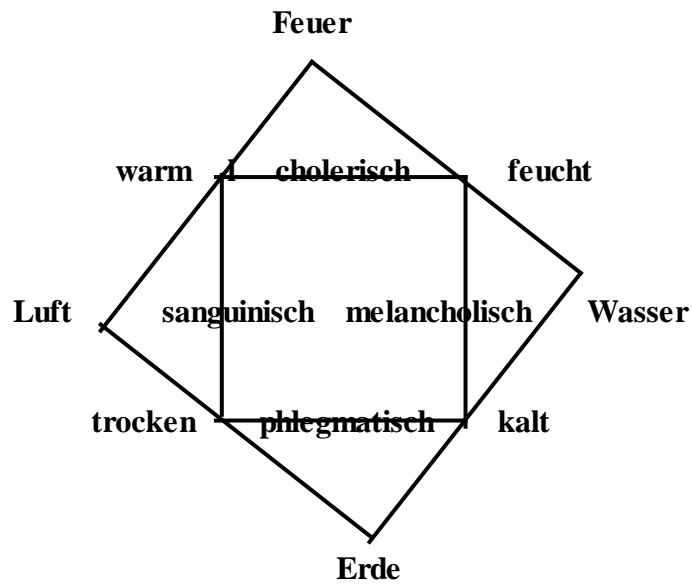 Feuer
warm d cholerisch feucht
Luft sanguinisch melancholisch Wasser
trocken phlegmatisch kalt
Erde